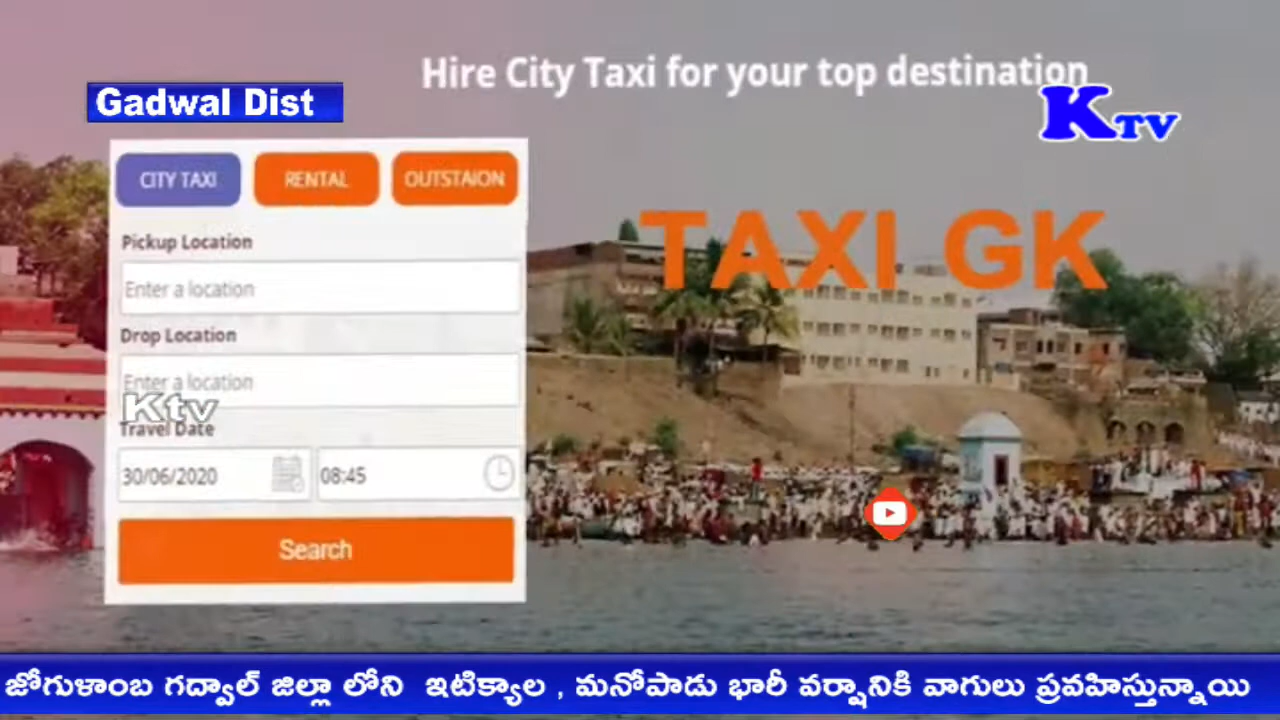 Hire City Taxi for your top destination
Gadwal Dist
KTV
CITY TAXI
RENTAL
OUTSTAION
TAXI GK
Pickup Location
Enter a location
Drop Location
Enter a location
Ktv
Travel Date
30/06/2020
08:45
Search
జోగుళాంబ గద్వాల్ జిల్లా లోని ఇటిక్యాల , మనోపాడు భారీ వర్షానికి వాగులు ప్రవహిస్తున్నాయి